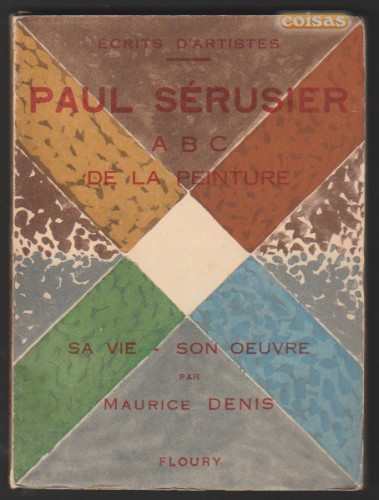 coisas
ÉCRITS D'ARTISTES
PAUL SÉRUSIER
A B C
DE LA PEINTURE
SA VIE - SON OEUVRE
PAR
MAURICE DENIS
FLOURY